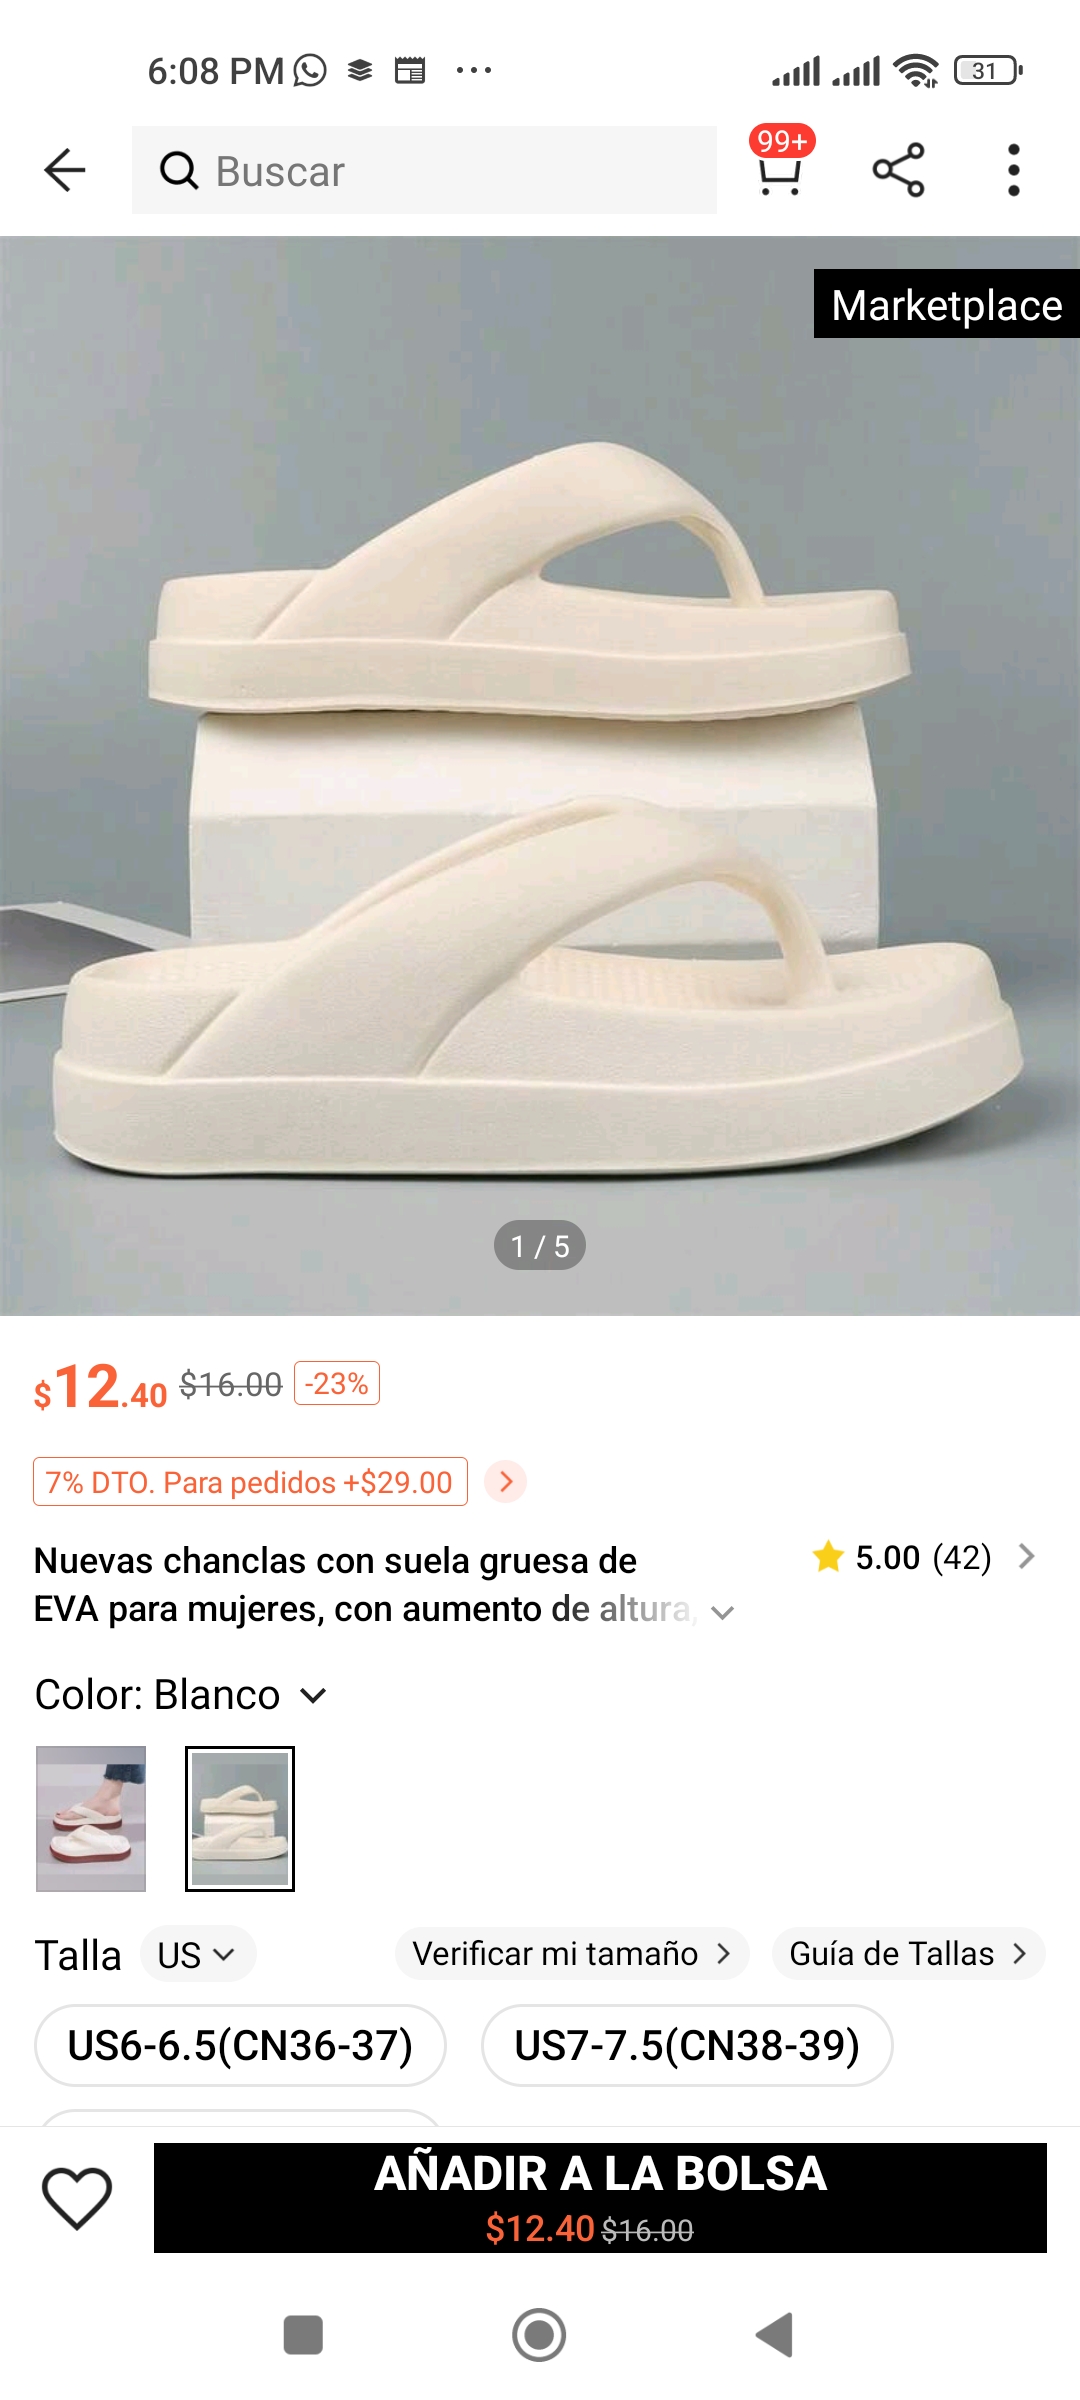 6:08 PM
31
Buscar
99+
Marketplace
1 / 5
$12.40 $16.00 -23%
7% DTO. Para pedidos +$29.00
Nuevas chanclas con suela gruesa de
EVA para mujeres, con aumento de altura,
5.00 (42)
Color: Blanco
Talla US Verificar mi tamaño Guía de Tallas
US6-6.5(CN36-37) US7-7.5(CN38-39)
AÑADIR A LA BOLSA
$12.40 $16.00